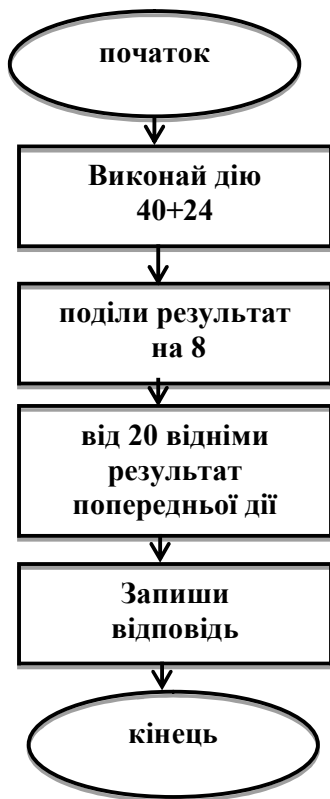 початок
Виконай дію
40+24
поділи результат
на 8
від 20 відніми
результат
попередньої дії
Запиши
відповідь
кінець